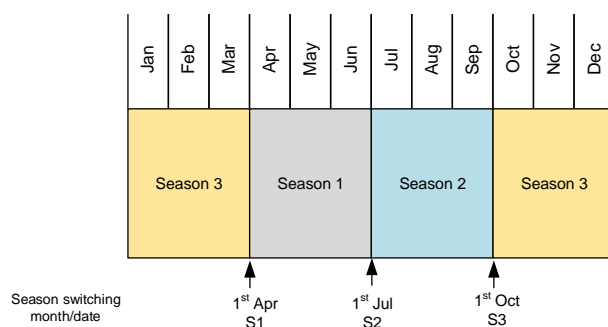 Jan Feb Mar Apr May Jun Jul Aug Sep Oct Nov Dec
Season 3 Season 1 Season 2 Season 3
Season switching
month/date
1st Apr
S1
1st Jul
S2
1st Oct
S3